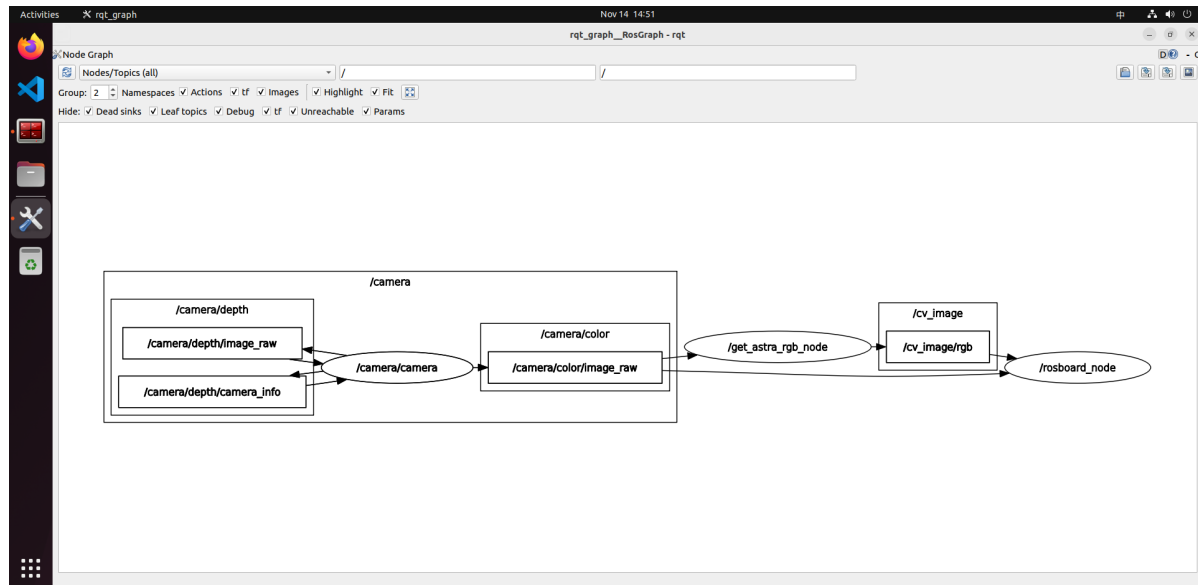 Activities rqt_graph Nov 14 14:51 中
rqt_graph__RosGraph - rqt
Node Graph D - 
Nodes/Topics (all) / /
Group: 2 Namespaces Actions tf Images Highlight Fit
Hide: Dead sinks Leaf topics Debug tf Unreachable Params
/camera
/camera/depth
/camera/depth/image_raw
/camera/depth/camera_info
/camera/camera
/camera/color
/camera/color/image_raw
/get_astra_rgb_node
/cv_image
/cv_image/rgb
/rosboard_node